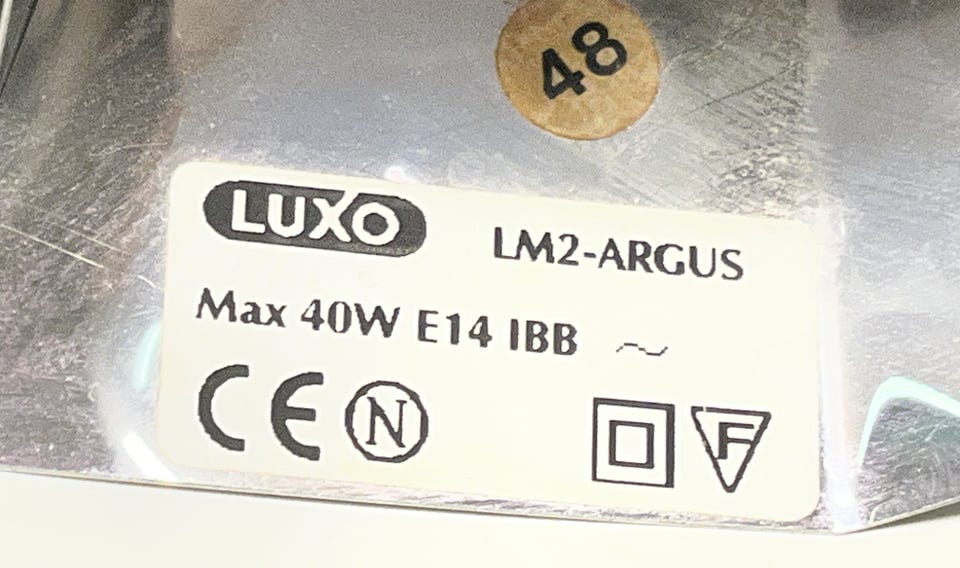 48
LUXO LM2-ARGUS
Max 40W E14 IBB ~
CE N F